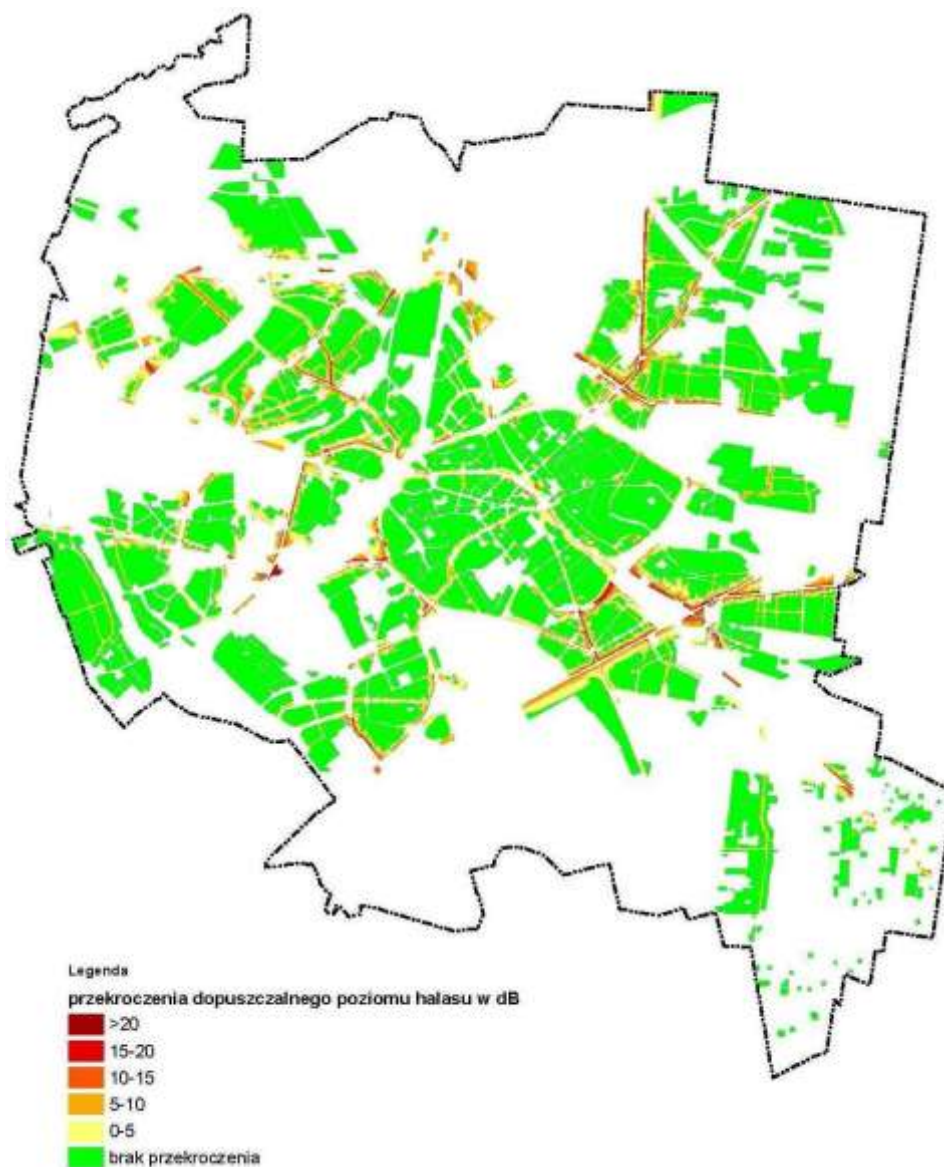 Legenda
przekroczenia dopuszczalnego poziomu hałasu w dB
>20
15-20
10-15
5-10
0-5
brak przekroczenia